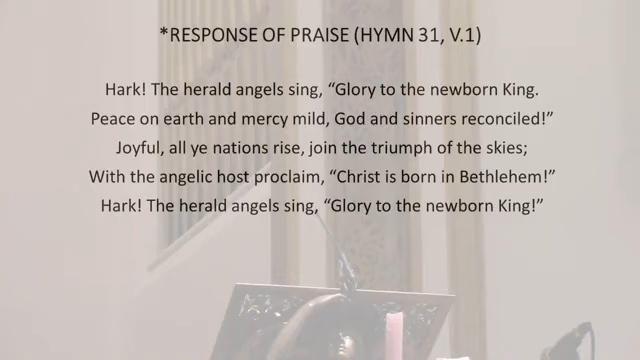 *RESPONSE OF PRAISE (HYMN 31, V.1)
Hark! The herald angels sing, “Glory to the newborn King.
Peace on earth and mercy mild, God and sinners reconciled!”
Joyful, all ye nations rise, join the triumph of the skies;
With the angelic host proclaim, “Christ is born in Bethlehem!”
Hark! The herald angels sing, “Glory to the newborn King!”